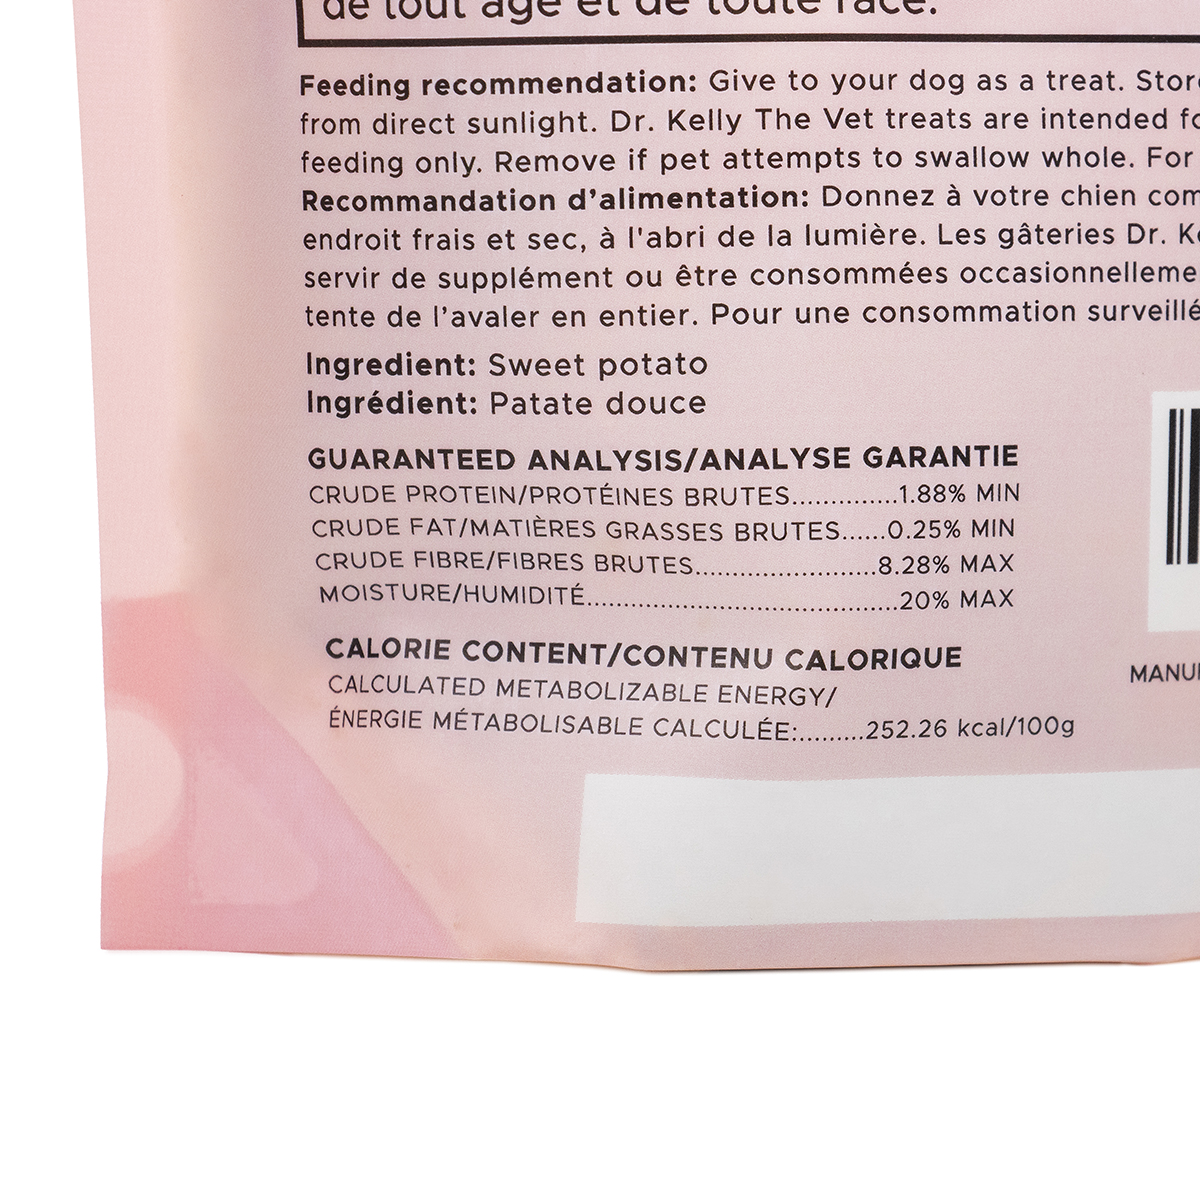 de tout âge et de toute race.
Feeding recommendation: Give to your dog as a treat. Store
from direct sunlight. Dr. Kelly The Vet treats are intended
feeding only. Remove if pet attempts to swallow whole. For
Recommandation d'alimentation: Donnez à votre chien
endroit frais et sec, à l'abri de la lumière. Les gâteries Dr.
servir de supplément ou être consommées
tente de l'avaler en entier. Pour une consommation
Ingredient: Sweet potato
Ingrédient: Patate douce
GUARANTEED ANALYSIS/ANALYSE GARANTIE
CRUDE PROTEIN/PROTÉINES BRUTES..............1.88% MIN
CRUDE FAT/MATIÈRES GRASSES BRUTES......0.25% MIN
CRUDE FIBRE/FIBRES BRUTES........................8.28% MAX
MOISTURE/HUMIDITÉ.........................................20% MAX
CALORIE CONTENT/CONTENU CALORIQUE
CALCULATED METABOLIZABLE ENERGY/
ÉNERGIE MÉTABOLISABLE CALCULÉE:.........252.26 kcal/100g